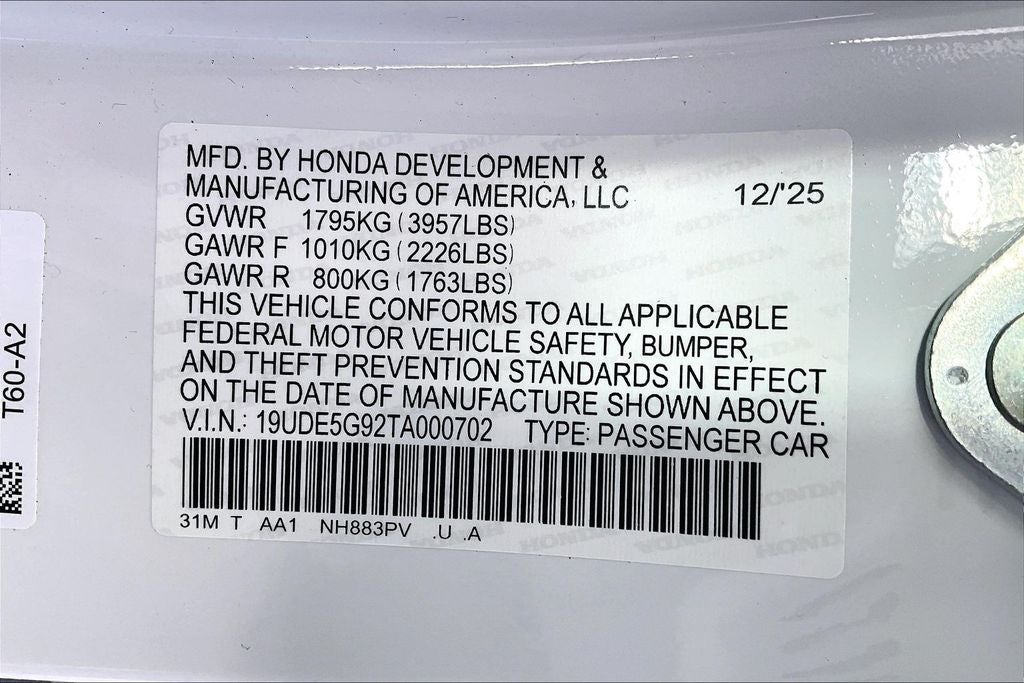 MFD. BY HONDA DEVELOPMENT &
MANUFACTURING OF AMERICA, LLC 12/'25
GVWR 1795KG (3957LBS)
GAWR F 1010KG (2226LBS)
GAWR R 800KG (1763LBS)
THIS VEHICLE CONFORMS TO ALL APPLICABLE
FEDERAL MOTOR VEHICLE SAFETY, BUMPER,
AND THEFT PREVENTION STANDARDS IN EFFECT
ON THE DATE OF MANUFACTURE SHOWN ABOVE.
V.I.N.: 19UDE5G92TA000702 TYPE: PASSENGER CAR
31M T AA1 NH883PV .U .A
T60-A2